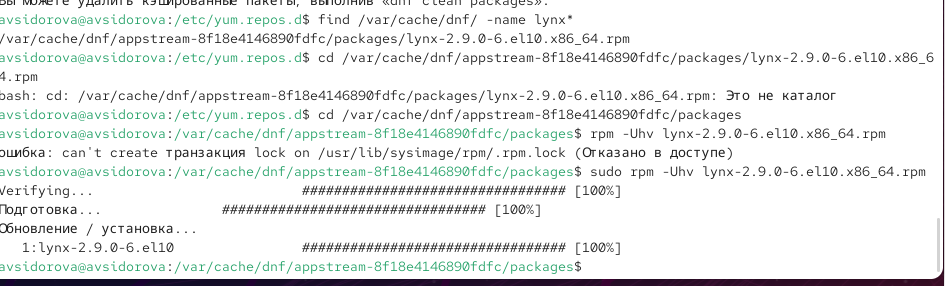 Вы можете удалить кэшированные пакеты, выполнив «dnf clean packages».
avsidorova@avsidorova:/etc/yum.repos.d$ find /var/cache/dnf/ -name lynx*
/var/cache/dnf/appstream-8f18e4146890fdfc/packages/lynx-2.9.0-6.el10.x86_64.rpm
avsidorova@avsidorova:/etc/yum.repos.d$ cd /var/cache/dnf/appstream-8f18e4146890fdfc/packages/lynx-2.9.0-6.el10.x86_6
4.rpm
bash: cd: /var/cache/dnf/appstream-8f18e4146890fdfc/packages/lynx-2.9.0-6.el10.x86_64.rpm: Это не каталог
avsidorova@avsidorova:/etc/yum.repos.d$ cd /var/cache/dnf/appstream-8f18e4146890fdfc/packages
avsidorova@avsidorova:/var/cache/dnf/appstream-8f18e4146890fdfc/packages$ rpm -Uhv lynx-2.9.0-6.el10.x86_64.rpm
ошибка: can't create транзакция lock on /usr/lib/sysimage/rpm/.rpm.lock (Отказано в доступе)
avsidorova@avsidorova:/var/cache/dnf/appstream-8f18e4146890fdfc/packages$ sudo rpm -Uhv lynx-2.9.0-6.el10.x86_64.rpm
Verifying... ################################# [100%]
Подготовка... ################################# [100%]
Обновление / установка...
1:lynx-2.9.0-6.el10 ################################# [100%]
avsidorova@avsidorova:/var/cache/dnf/appstream-8f18e4146890fdfc/packages$